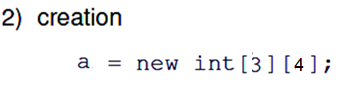 2) creation
a = new int[3][4];